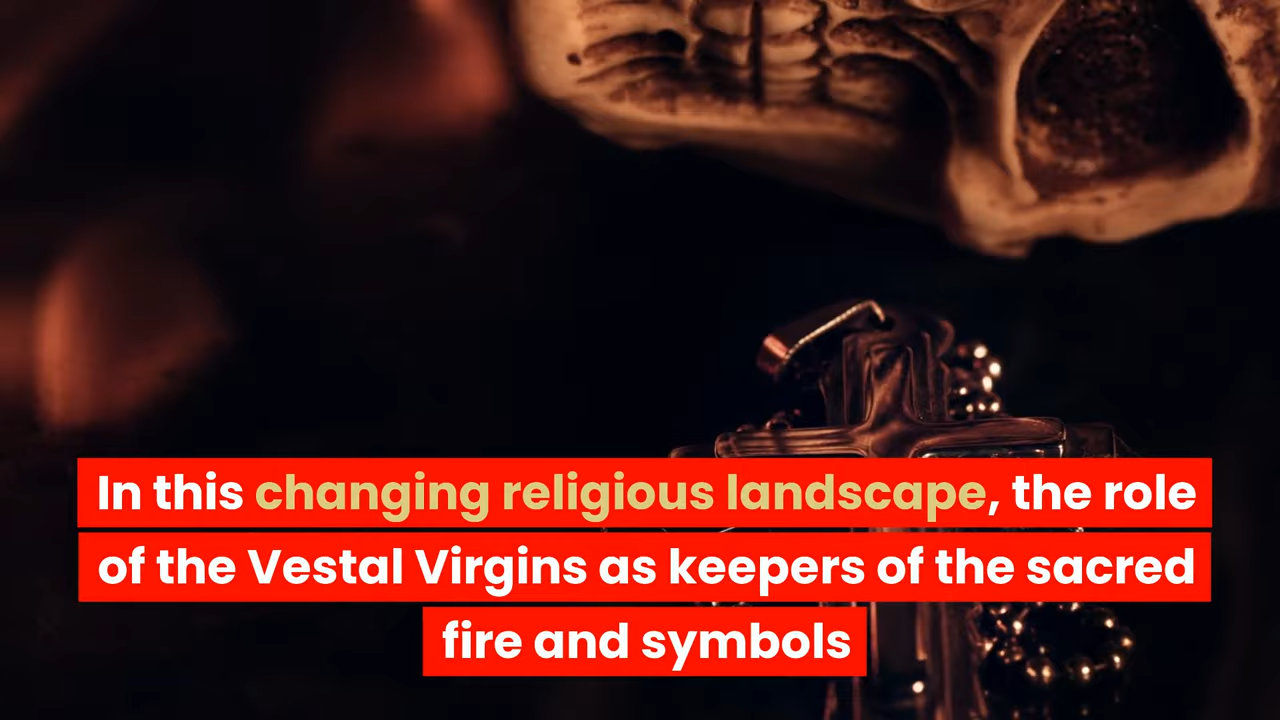 In this changing religious landscape, the role
of the Vestal Virgins as keepers of the sacred
fire and symbols